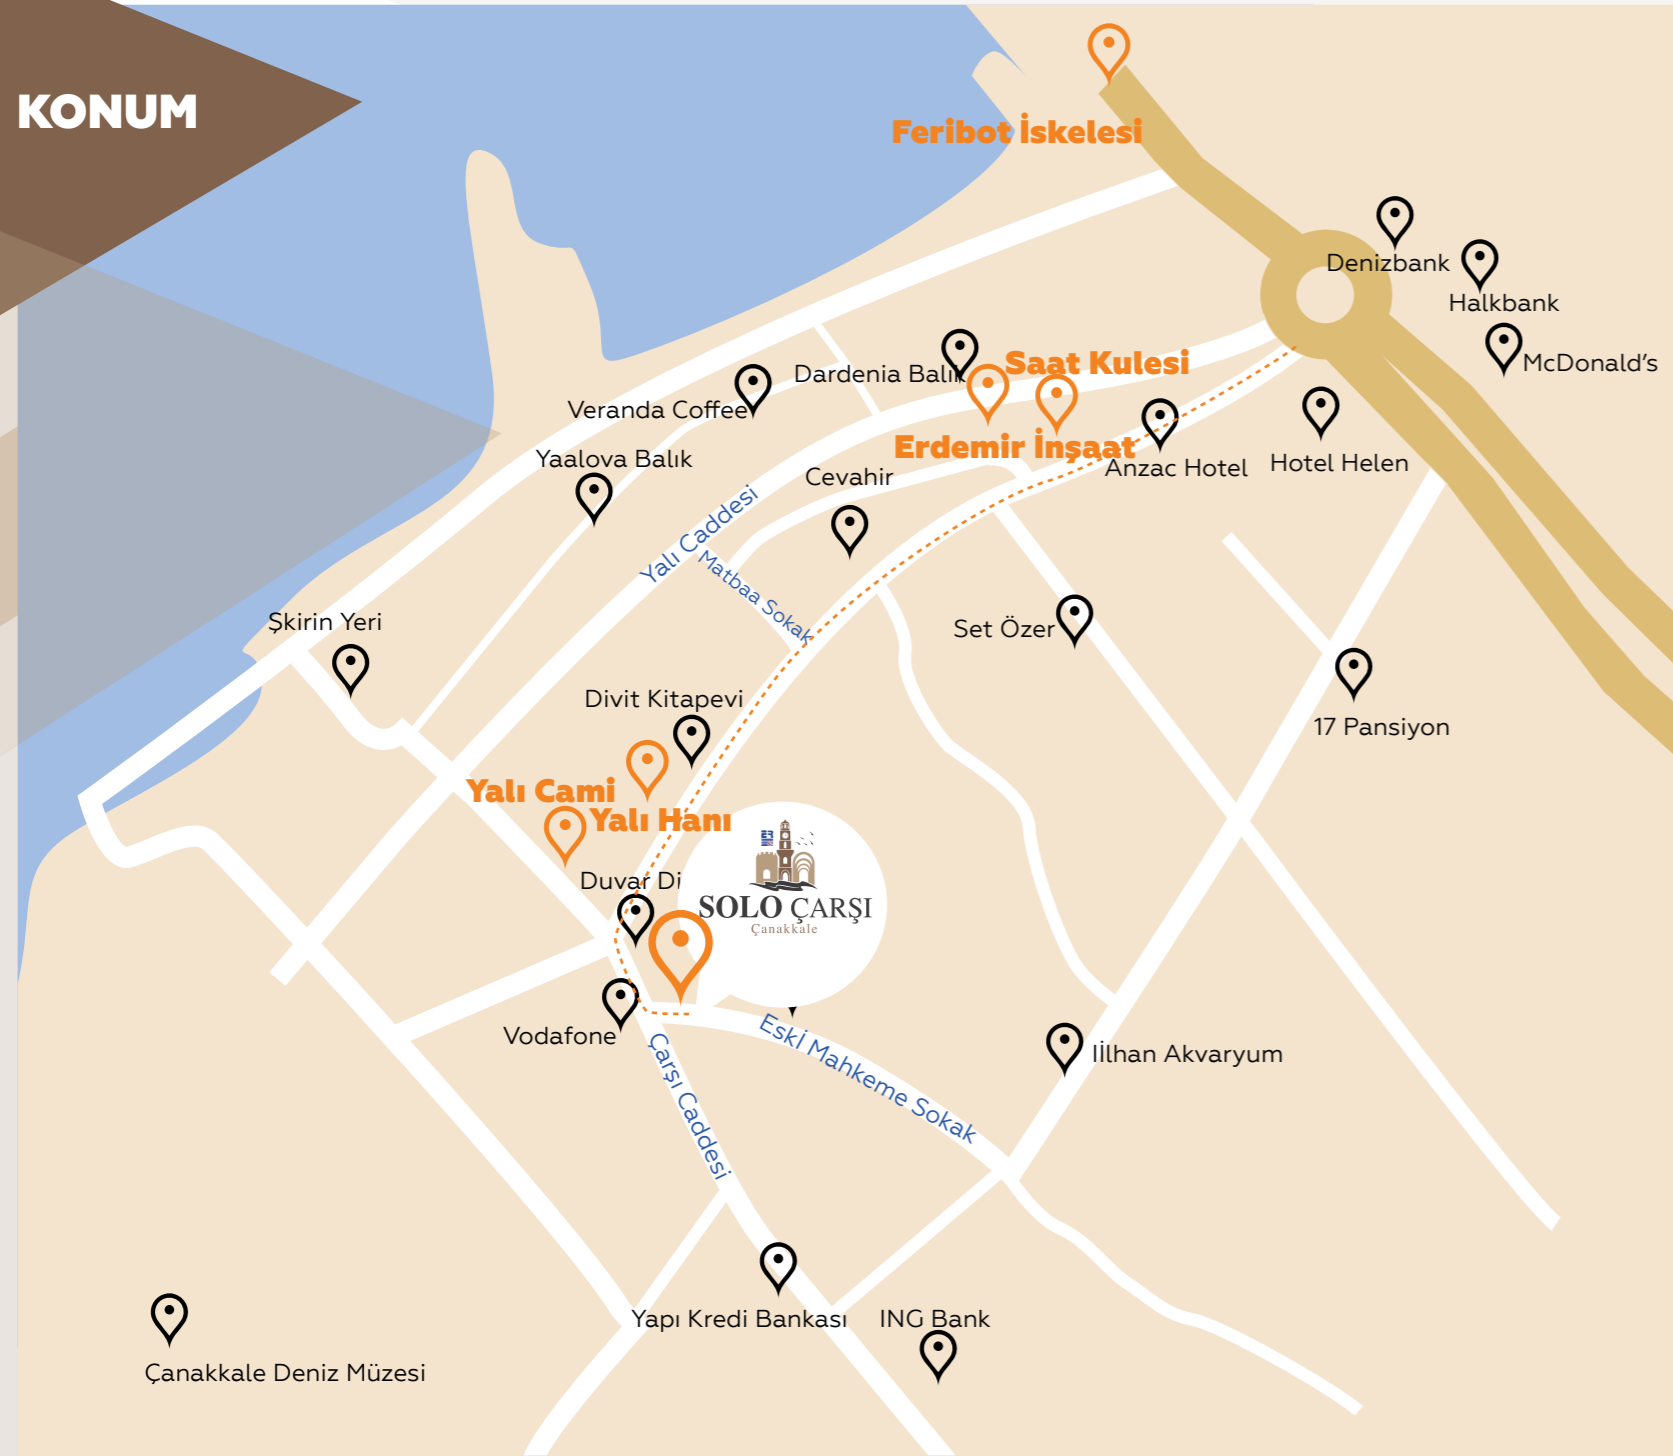 KONUM
Feribot İskelesi
Denizbank
Halkbank
McDonald's
Saat Kulesi
Dardenia Balık
Veranda Coffee
Erdemir İnşaat
Anzac Hotel
Hotel Helen
Yaalova Balık
Cevahir
Yalı Caddesi
Matbaa Sokak
Şkirin Yeri
Set Özer
Divit Kitapevi
17 Pansiyon
Yalı Cami
Yalı Hanı
Duvar Di
SOLO ÇARŞI
Çanakkale
Vodafone
Eskİ Mahkeme Sokak
Çarşı Caddesi
Iİlhan Akvaryum
Yapı Kredi Bankası
ING Bank
Çanakkale Deniz Müzesi